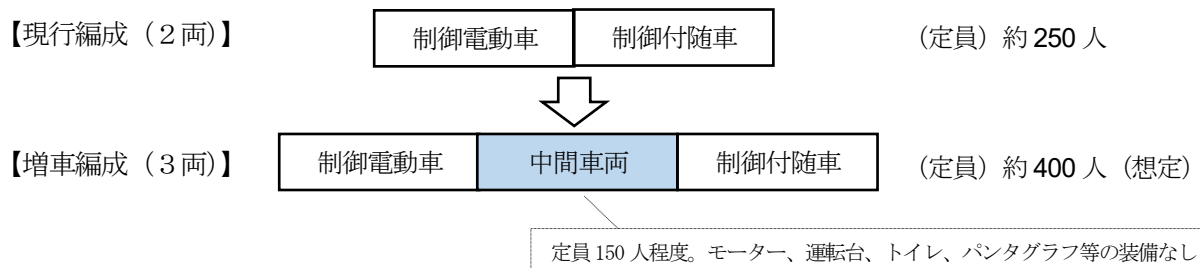 【現行編成（２両）】 制御電動車 制御付随車 （定員）約 250 人
【増車編成（３両）】 制御電動車 中間車両 制御付随車 （定員）約 400 人（想定）
定員 150 人程度。モーター、運転台、トイレ、パンタグラフ等の装備なし